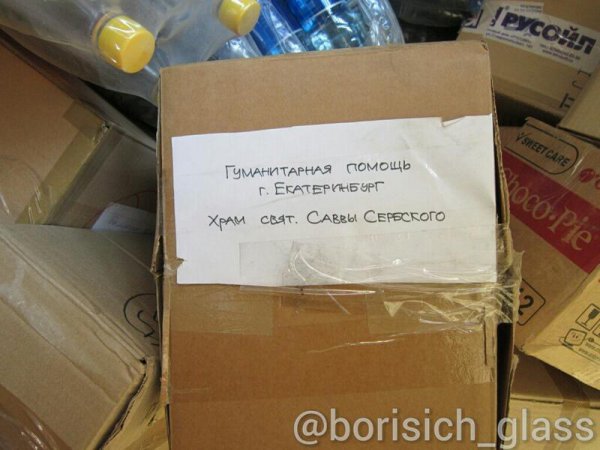 РУСОЙЛ
SWEET CARE
Choco·Pie
Гуманитарная помощь
г. Екатеринбург
Храм свят. Саввы Сербского
@borisich_glass